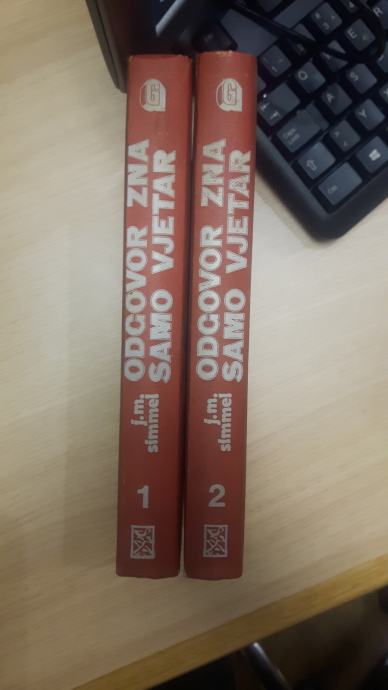 ODGOVOR ZNA
SAMO VJETAR
j.m.
simmel
1
ODGOVOR ZNA
SAMO VJETAR
j.m.
simmel
2